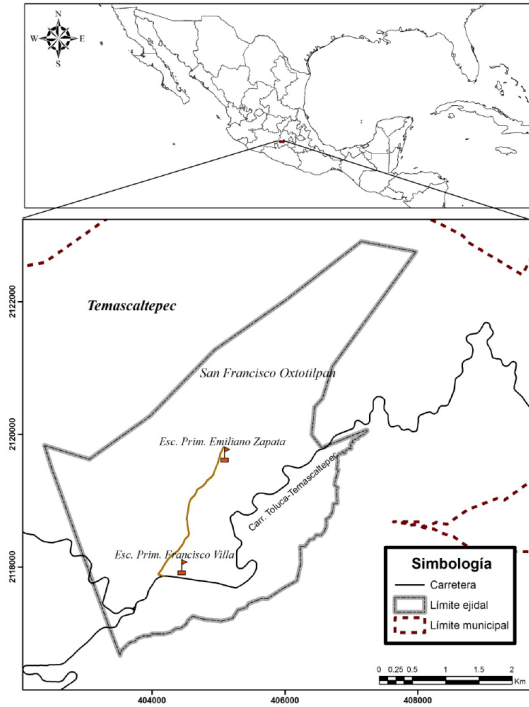 N
W E
S
Temascaltepec
San Francisco Oxtotilpan
Esc. Prim. Emiliano Zapata
Carr. Toluca-Temascaltepec
Esc. Prim. Francisco Villa
2122000
2120000
2118000
Simbología
Carretera
Límite ejidal
Límite municipal
0 0.25 0.5 1 1.5 2
Km
404000 406000 408000